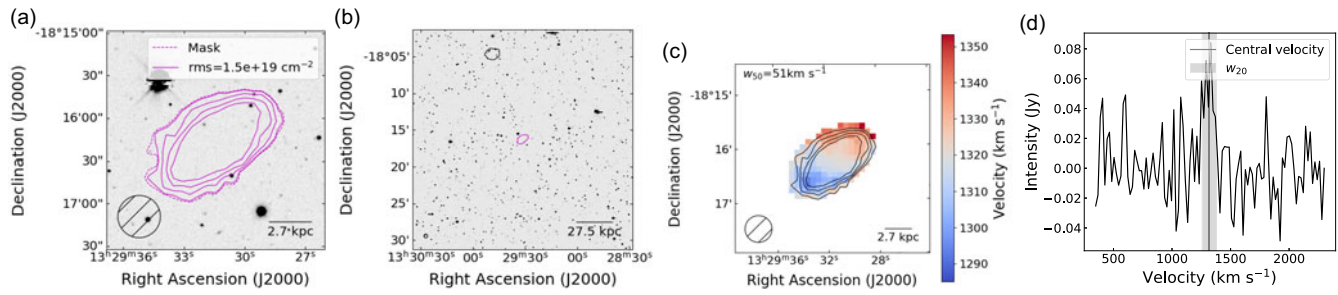 (a)
-18°15'00"
30"
16'00"
30"
17'00"
30"
Declination (J2000)
Mask
rms=1.5e+19 cm⁻²
2.7 kpc
13ʰ29ᵐ36ˢ
33ˢ
30ˢ
27ˢ
Right Ascension (J2000)
(b)
-18°05'
10'
15'
20'
25'
30'
Declination (J2000)
27.5 kpc
13ʰ30ᵐ30ˢ
00ˢ
29ᵐ30ˢ
00ˢ
28ᵐ30ˢ
Right Ascension (J2000)
(c)
w₅₀=51km s⁻¹
-18°15'
16'
17'
Declination (J2000)
2.7 kpc
13ʰ29ᵐ36ˢ
32ˢ
28ˢ
Right Ascension (J2000)
1350
1340
1330
1320
1310
1300
1290
Velocity (km s⁻¹)
(d)
0.08
0.06
0.04
0.02
0.00
−0.02
−0.04
Intensity (Jy)
Central velocity
w₂₀
500
1000
1500
2000
Velocity (km s⁻¹)